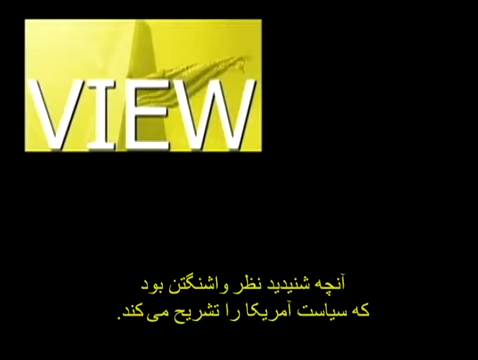 VIEW
آنچه شنیدید نظر واشنگتن بود
که سیاست آمریکا را تشریح می کند.